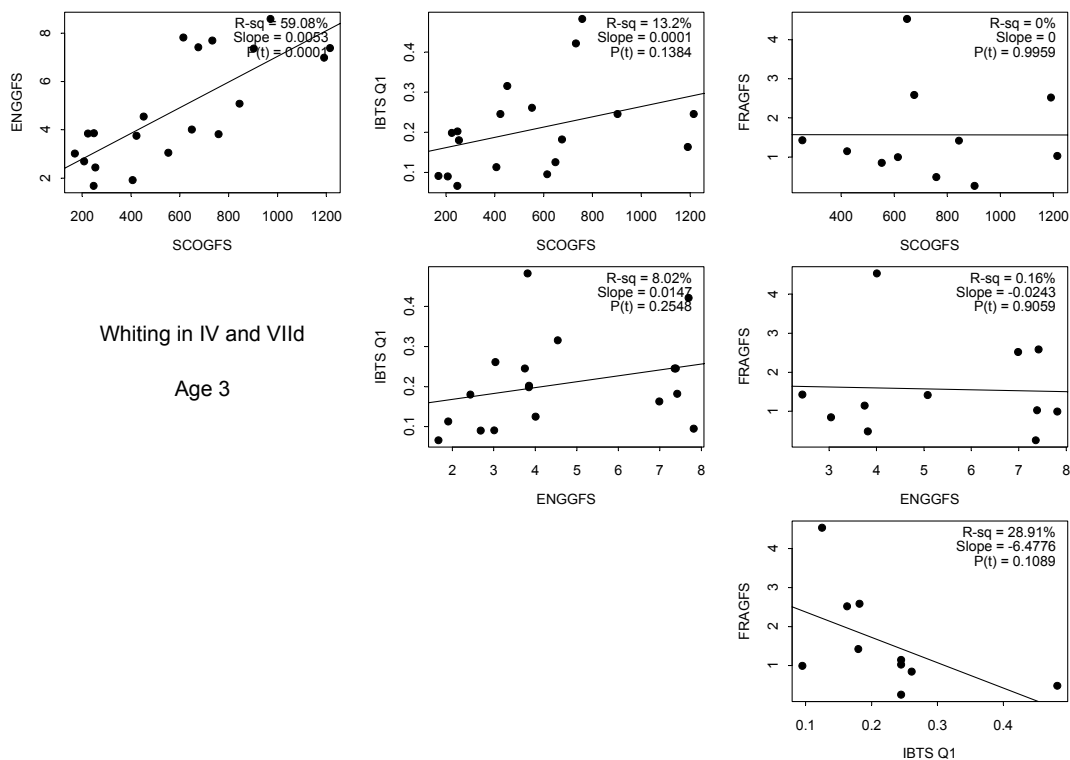 R-sq = 59.08%
Slope = 0.0053
P(t) = 0.0001
ENGGFS
8
6
4
2
200 400 600 800 1000 1200
SCOGFS
R-sq = 13.2%
Slope = 0.0001
P(t) = 0.1384
IBTS Q1
0.4
0.3
0.2
0.1
200 400 600 800 1000 1200
SCOGFS
R-sq = 0%
Slope = 0
P(t) = 0.9959
FRAGFS
4
3
2
1
400 600 800 1000 1200
SCOGFS
Whiting in IV and VIId
Age 3
R-sq = 8.02%
Slope = 0.0147
P(t) = 0.2548
IBTS Q1
0.4
0.3
0.2
0.1
2 3 4 5 6 7 8
ENGGFS
R-sq = 0.16%
Slope = -0.0243
P(t) = 0.9059
FRAGFS
4
3
2
1
3 4 5 6 7 8
ENGGFS
R-sq = 28.91%
Slope = -6.4776
P(t) = 0.1089
FRAGFS
4
3
2
1
0.1 0.2 0.3 0.4
IBTS Q1